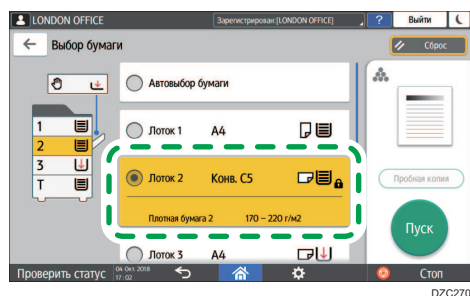 LONDON OFFICE
Зарегистрирован:[LONDON OFFICE]
?
Выйти
Выбор бумаги
Сброс
Автовыбор бумаги
1
2
3
T
Лоток 1 A4
Лоток 2 Конв. C5
Плотная бумага 2 170 – 220 г/м2
Лоток 3 A4
Пробная копия
Пуск
Проверить статус
04 Окт. 2018
17:02
Стоп
DZC270